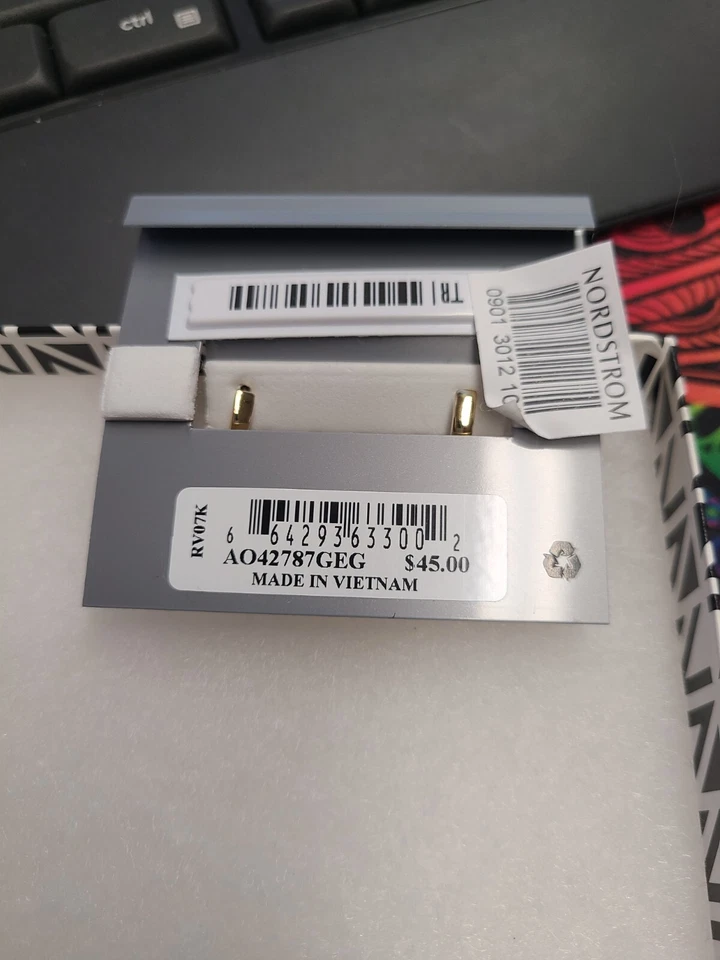 ctrl
TR
NORDSTROM
0901 3012 10
RV07K
6 64293 63300 2
AO42787GEG $45.00
MADE IN VIETNAM